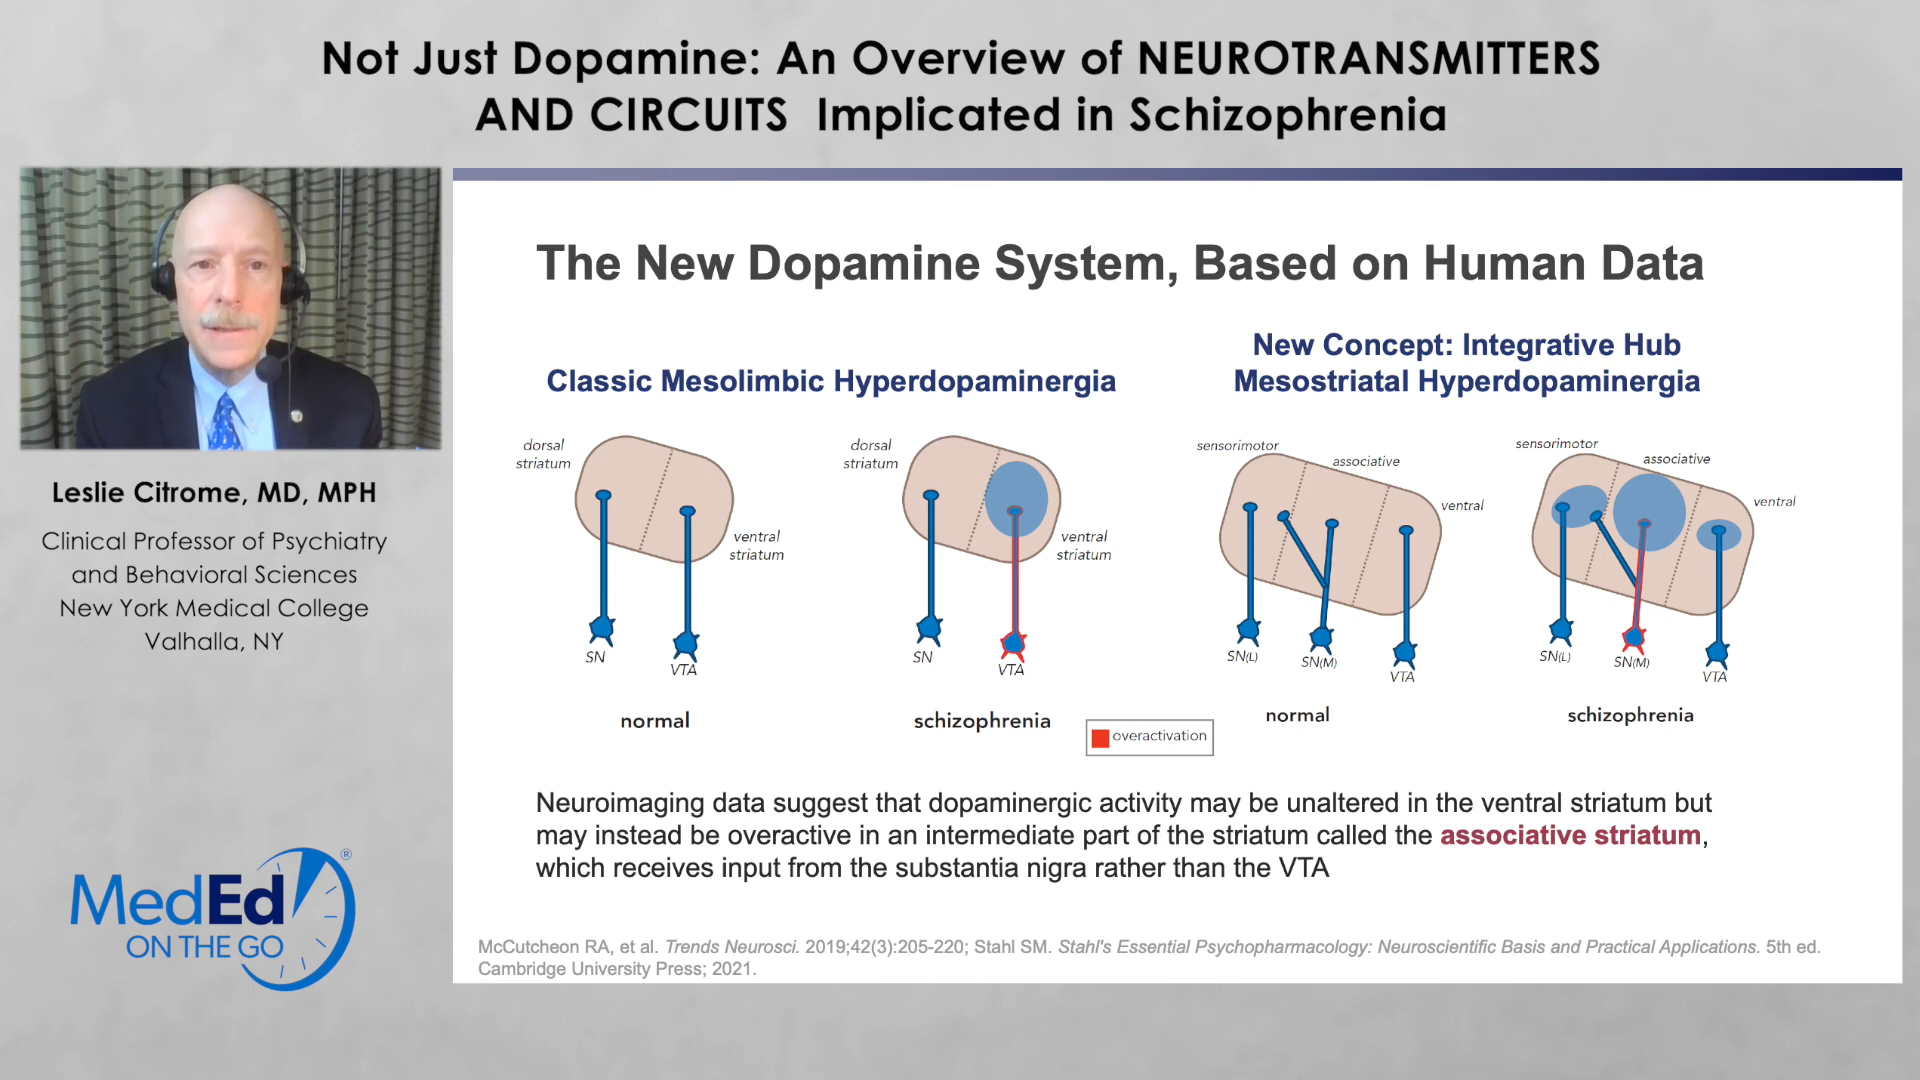 Not Just Dopamine: An Overview of NEUROTRANSMITTERS
AND CIRCUITS Implicated in Schizophrenia
Leslie Citrome, MD, MPH
Clinical Professor of Psychiatry
and Behavioral Sciences
New York Medical College
Valhalla, NY
MedEd®
ON THE GO
The New Dopamine System, Based on Human Data
Classic Mesolimbic Hyperdopaminergia
dorsal
striatum
ventral
striatum
SN
VTA
normal
dorsal
striatum
ventral
striatum
SN
VTA
schizophrenia
overactivation
New Concept: Integrative Hub
Mesostriatal Hyperdopaminergia
sensorimotor
associative
ventral
SN(L)
SN(M)
VTA
normal
sensorimotor
associative
ventral
SN(L)
SN(M)
VTA
schizophrenia
Neuroimaging data suggest that dopaminergic activity may be unaltered in the ventral striatum but
may instead be overactive in an intermediate part of the striatum called the associative striatum,
which receives input from the substantia nigra rather than the VTA
McCutcheon RA, et al. Trends Neurosci. 2019;42(3):205-220; Stahl SM. Stahl's Essential Psychopharmacology: Neuroscientific Basis and Practical Applications. 5th ed.
Cambridge University Press; 2021.